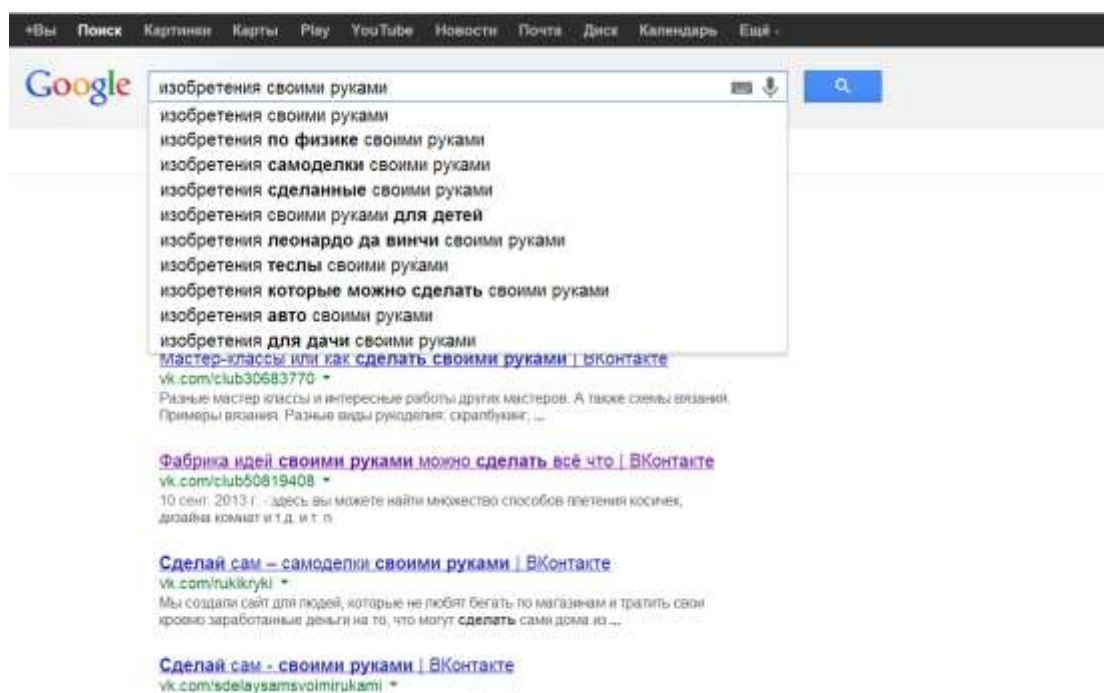 +Вы Поиск Картинки Карты Play YouTube Новости Почта Диск Календарь Ещё
Google изобретения своими руками
изобретения своими руками
изобретения по физике своими руками
изобретения самоделки своими руками
изобретения сделанные своими руками
изобретения своими руками для детей
изобретения леонардо да винчи своими руками
изобретения теслы своими руками
изобретения которые можно сделать своими руками
изобретения авто своими руками
изобретения для дачи своими руками
Мастер-классы или как сделать своими руками | ВКонтакте
vk.com/club30683770
Разные мастер классы и интересные работы других мастеров. А также схемы вязания.
Примеры вязания. Разные виды рукоделия: скрапбукинг, ...
Фабрика идей своими руками можно сделать всё что | ВКонтакте
vk.com/club50819408
10 сент. 2013 г. - здесь вы можете найти множество способов плетения косичек,
дизайна комнат и т.д. и т. п.
Сделай сам – самоделки своими руками | ВКонтакте
vk.com/rukikryki
Мы создали сайт для людей, которые не любят бегать по магазинам и тратить свои
кровно заработанные деньги на то, что могут сделать сами дома из ...
Сделай сам - своими руками | ВКонтакте
vk.com/sdelaysamsvoimirukami